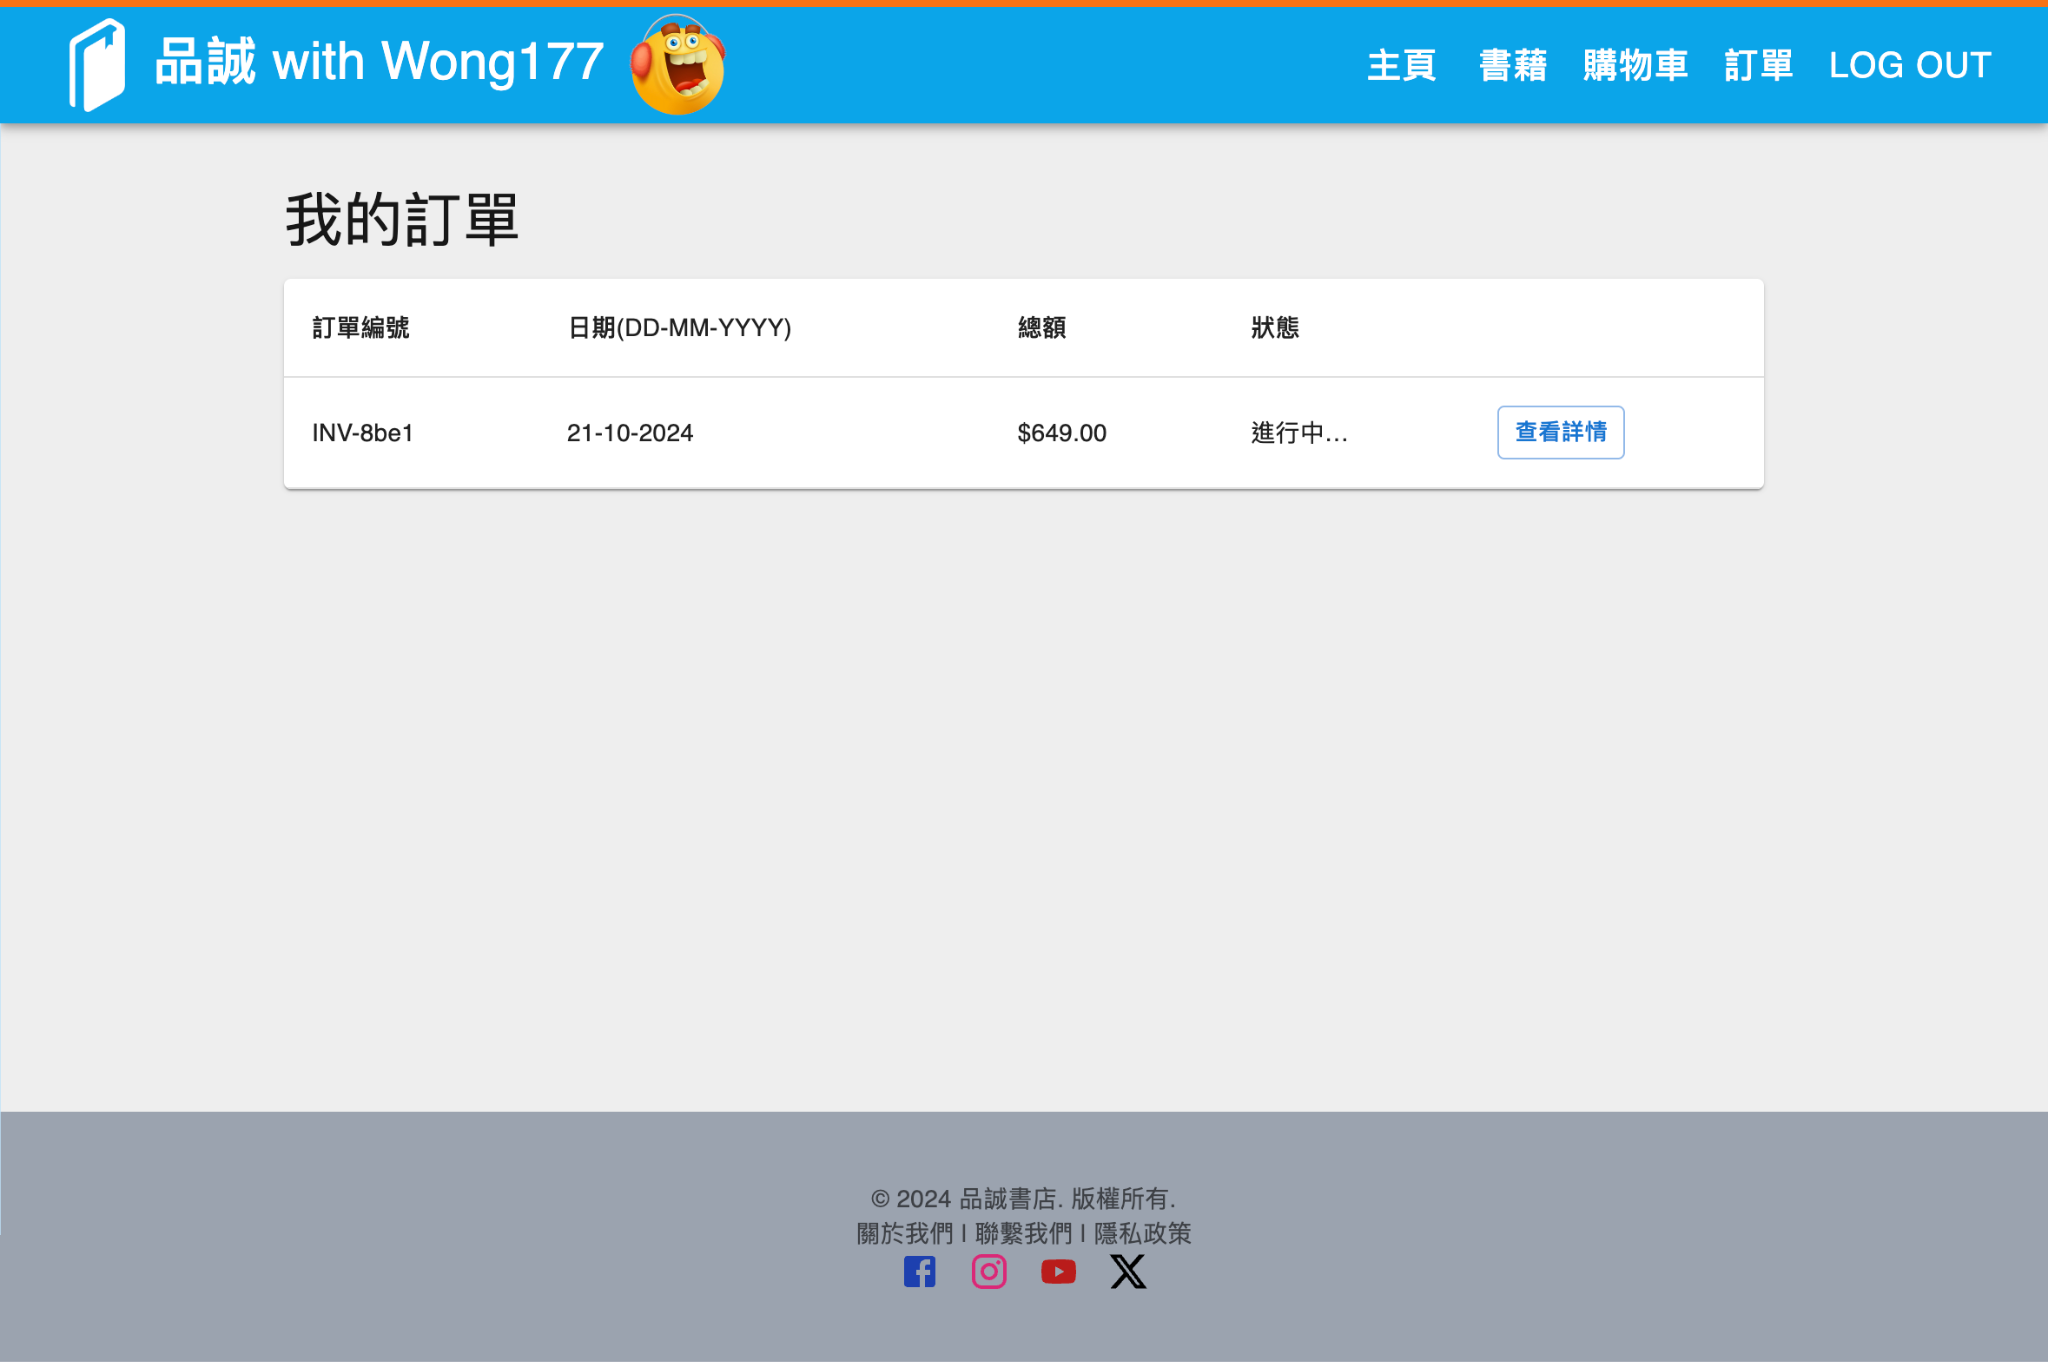 品誠 with Wong177
主頁 書藉 購物車 訂單 LOG OUT
我的訂單
訂單編號 日期(DD-MM-YYYY) 總額 狀態
INV-8be1 21-10-2024 $649.00 進行中... 查看詳情
© 2024 品誠書店. 版權所有.
關於我們 | 聯繫我們 | 隱私政策